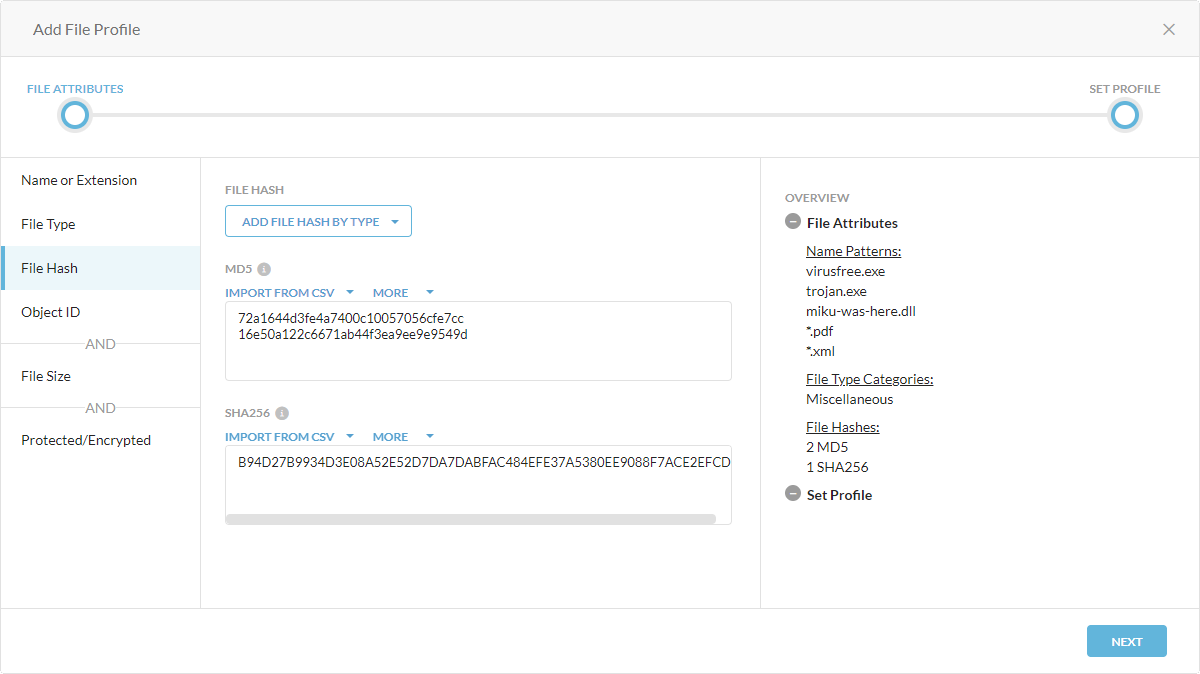 Add File Profile
FILE ATTRIBUTES
SET PROFILE
Name or Extension
File Type
File Hash
Object ID
AND
File Size
AND
Protected/Encrypted
FILE HASH
ADD FILE HASH BY TYPE
MD5
IMPORT FROM CSV MORE
72a1644d3fe4a7400c10057056cfe7cc
16e50a122c6671ab44f3ea9ee9e9549d
SHA256
IMPORT FROM CSV MORE
B94D27B9934D3E08A52E52D7DA7DABFAC484EFE37A5380EE9088F7ACE2EFCD
OVERVIEW
File Attributes
Name Patterns:
virusfree.exe
trojan.exe
miku-was-here.dll
*.pdf
*.xml
File Type Categories:
Miscellaneous
File Hashes:
2 MD5
1 SHA256
Set Profile
NEXT